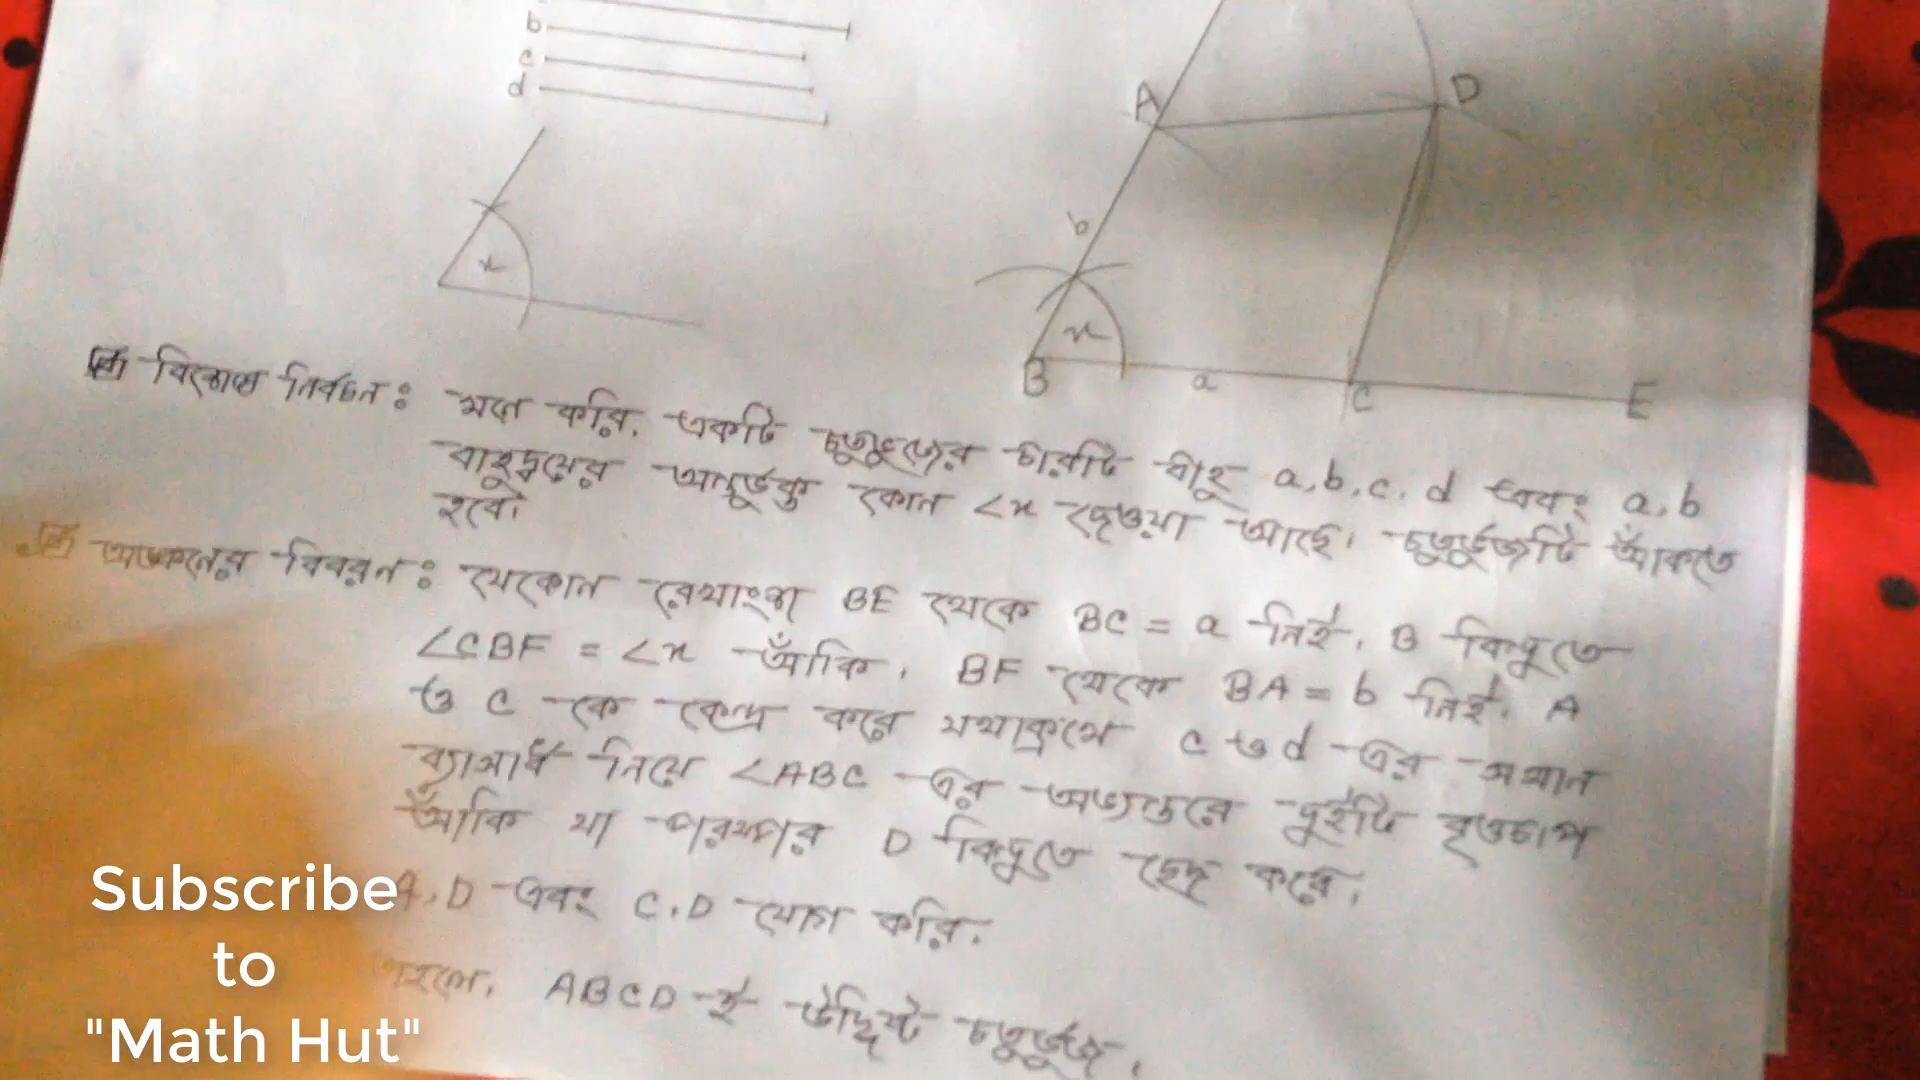 b
c
d
x
A
D
b
x
B
a
C
E
বিশেষ নির্বচন : মনে করি, একটি চতুর্ভুজের চারটি বাহু a, b, c, d এবং a, b
বাহুদ্বয়ের অন্তর্ভুক্ত কোন ∠x দেওয়া আছে। চতুর্ভুজটি আঁকতে
হবে।
অঙ্কনের বিবরন : যেকোন রেখাংশ BE থেকে BC = a নিই, B বিন্দুতে
∠CBF = ∠x আঁকি, BF থেকে BA = b নিই, A
ও C কে কেন্দ্র করে যথাক্রমে c ও d এর সমান
ব্যাসার্ধ নিয়ে ∠ABC এর অভ্যন্তরে দুইটি বৃত্তচাপ
আঁকি যা পরস্পর D বিন্দুতে ছেদ করে,
A, D এবং C, D যোগ করি,
ABCD ই উদ্দিষ্ট চতুর্ভুজ,
Subscribe
to
"Math Hut"